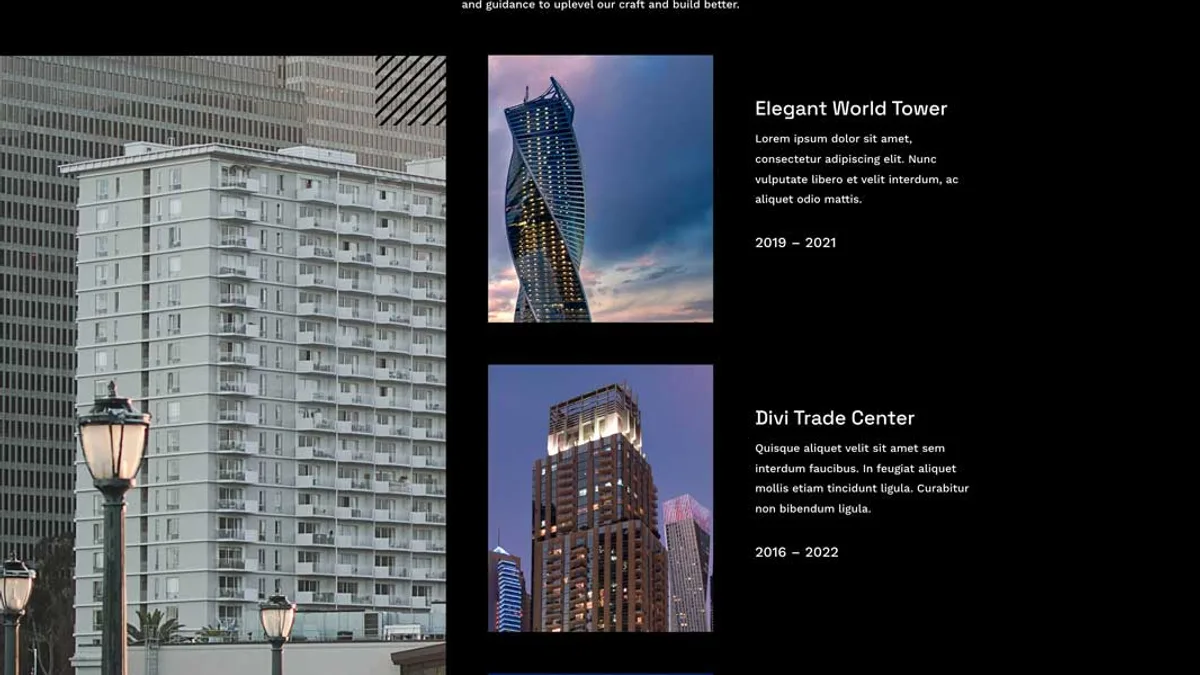 and guidance to uplevel our craft and build better.
Elegant World Tower
Lorem ipsum dolor sit amet,
consectetur adipiscing elit. Nunc
vulputate libero et velit interdum, ac
aliquet odio mattis.
2019 – 2021
Divi Trade Center
Quisque aliquet velit sit amet sem
interdum faucibus. In feugiat aliquet
mollis etiam tincidunt ligula. Curabitur
non bibendum ligula.
2016 – 2022